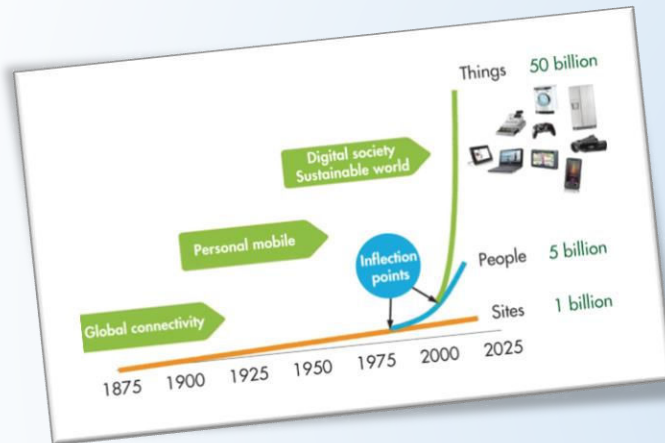 Things 50 billion
Digital society
Sustainable world
Personal mobile
Inflection
points
People 5 billion
Global connectivity
Sites 1 billion
1875 1900 1925 1950 1975 2000 2025